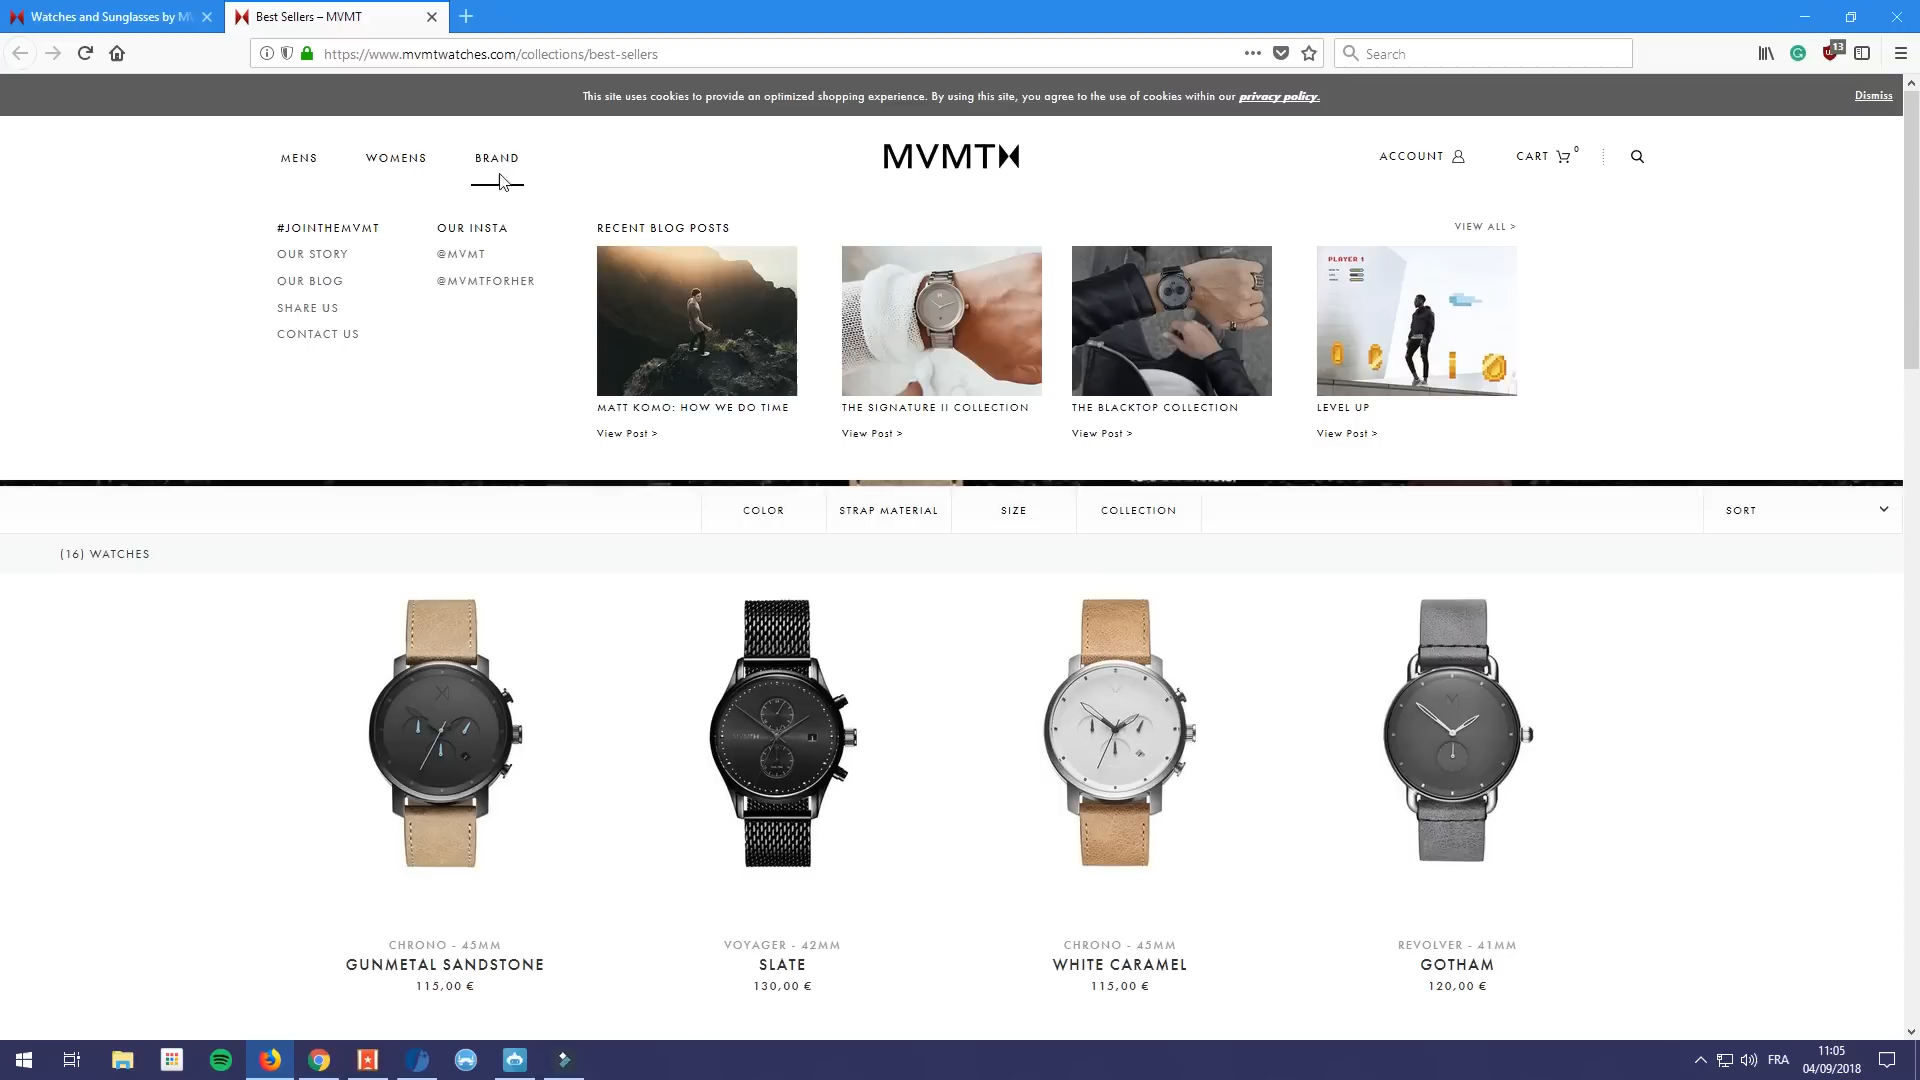 Watches and Sunglasses by MV
Best Sellers – MVMT
https://www.mvmtwatches.com/collections/best-sellers
Search
13
This site uses cookies to provide an optimized shopping experience. By using this site, you agree to the use of cookies within our privacy policy.
Dismiss
MENS
WOMENS
BRAND
MVMT
ACCOUNT
CART 0
#JOINTHEMVMT
OUR STORY
OUR BLOG
SHARE US
CONTACT US
OUR INSTA
@MVMT
@MVMTFORHER
RECENT BLOG POSTS
VIEW ALL >
PLAYER 1
MATT KOMO: HOW WE DO TIME
View Post >
THE SIGNATURE II COLLECTION
View Post >
THE BLACKTOP COLLECTION
View Post >
LEVEL UP
View Post >
COLOR
STRAP MATERIAL
SIZE
COLLECTION
SORT
(16) WATCHES
CHRONO - 45MM
GUNMETAL SANDSTONE
115,00 €
VOYAGER - 42MM
SLATE
130,00 €
CHRONO - 45MM
WHITE CARAMEL
115,00 €
REVOLVER - 41MM
GOTHAM
120,00 €
FRA
11:05
04/09/2018